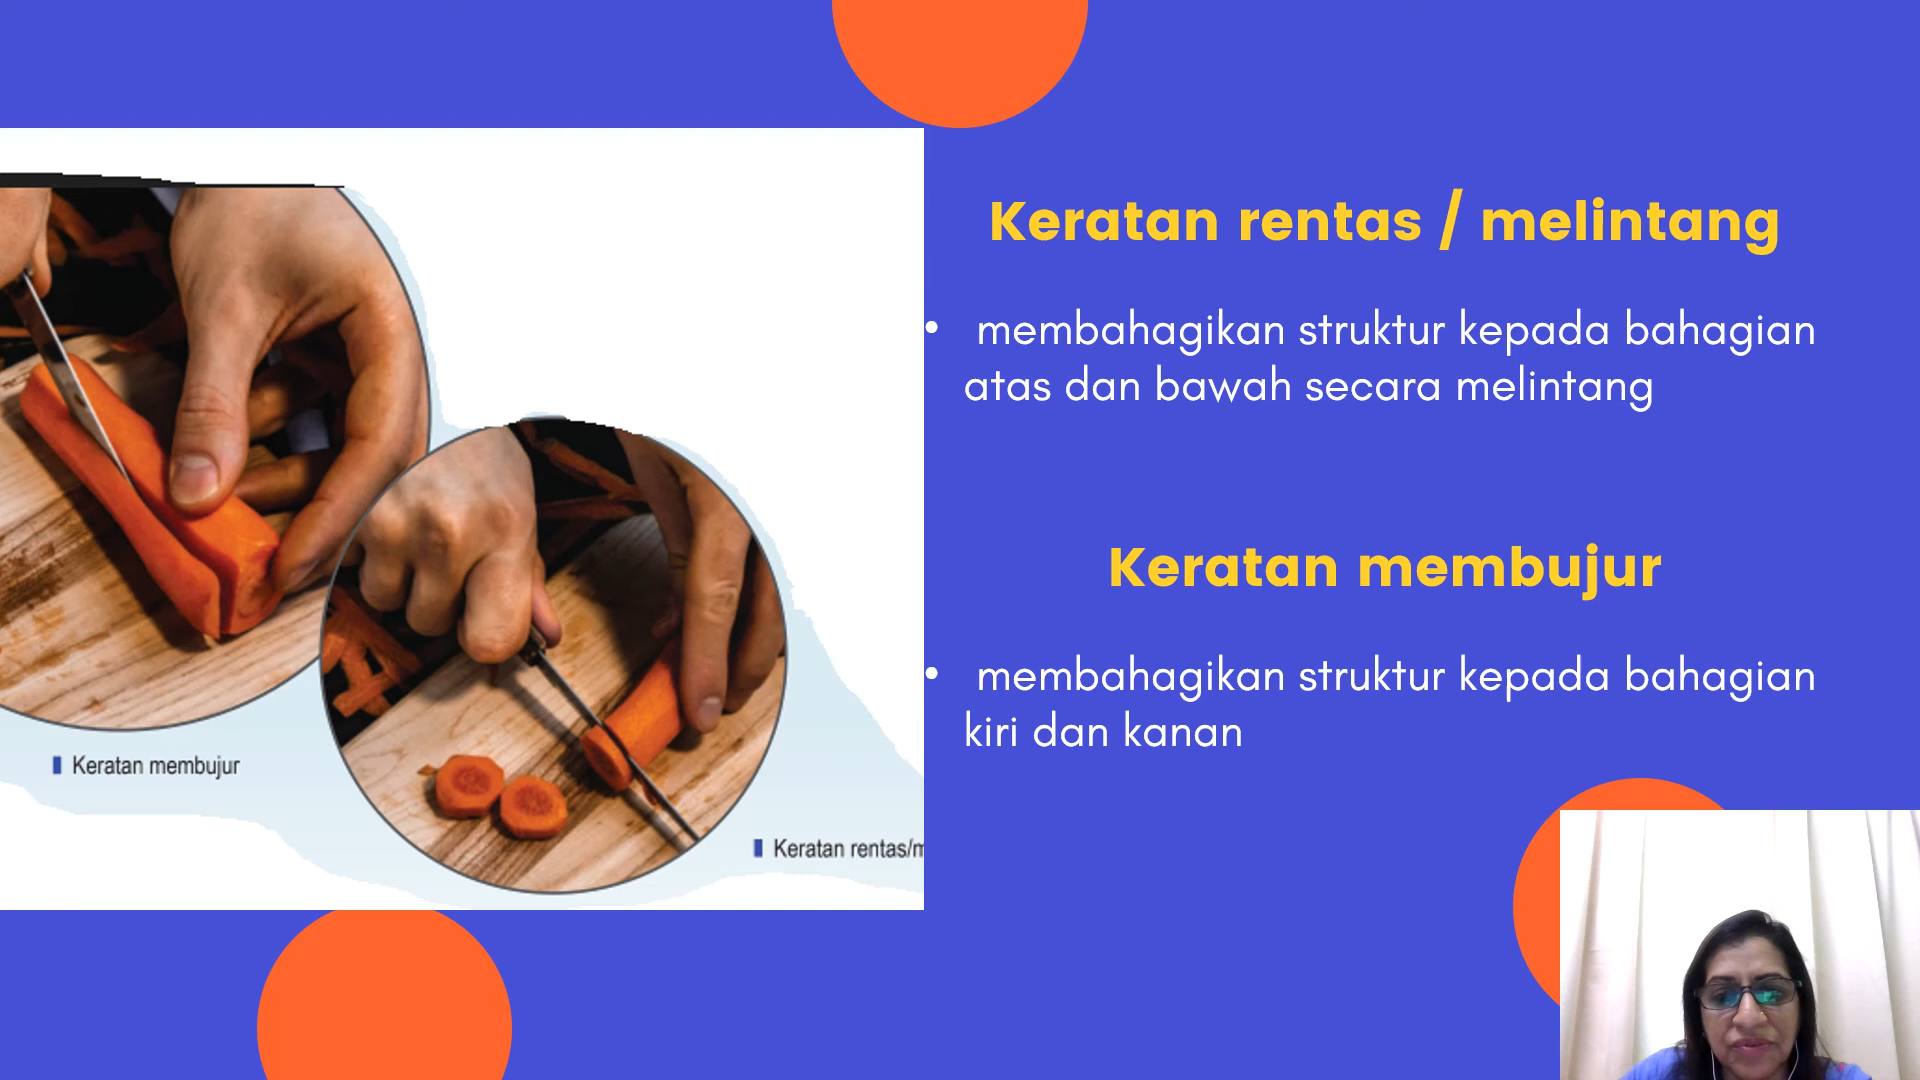 Keratan rentas / melintang
• membahagikan struktur kepada bahagian
atas dan bawah secara melintang
Keratan membujur
• membahagikan struktur kepada bahagian
kiri dan kanan
Keratan membujur
Keratan rentas/